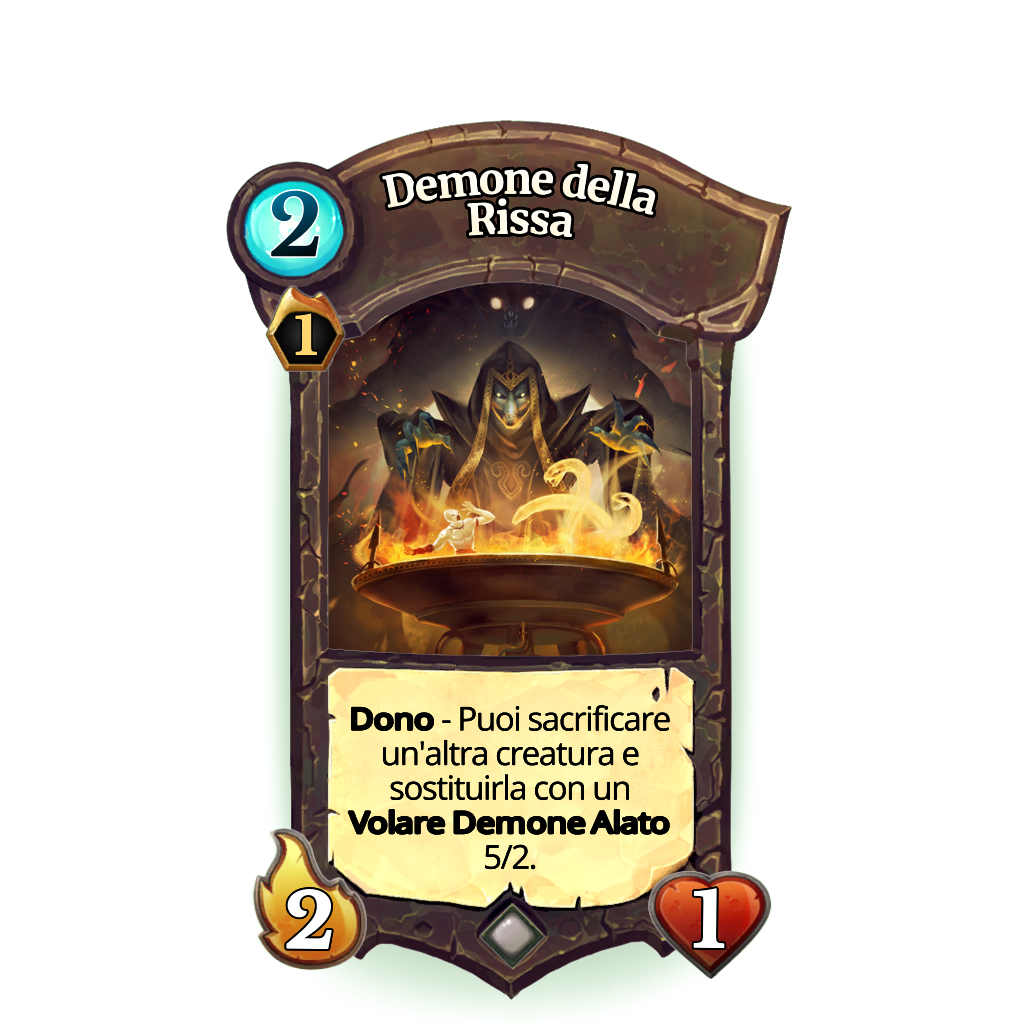 2
Demone della
Rissa
1
Dono - Puoi sacrificare
un'altra creatura e
sostituirla con un
Volare Demone Alato
5/2.
2
1